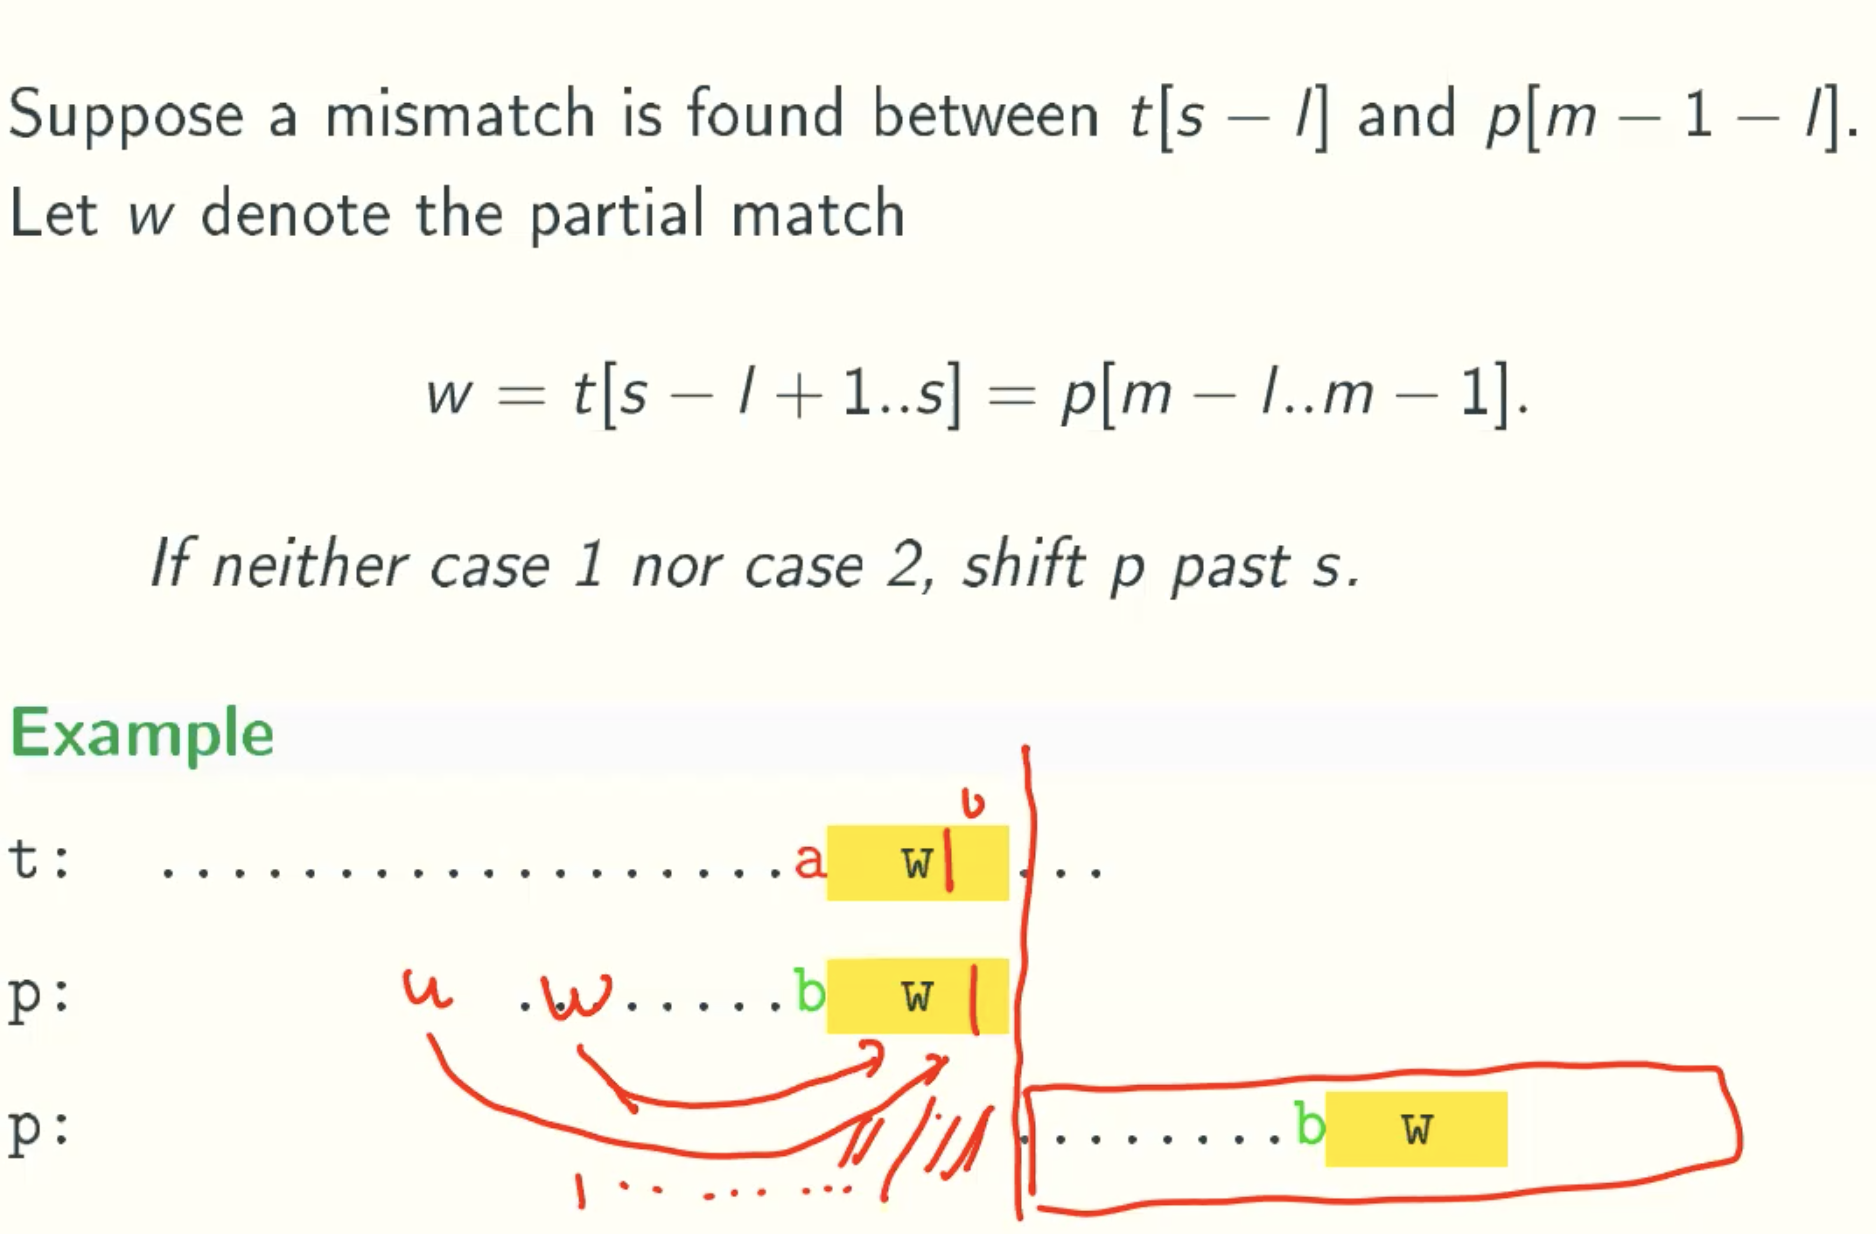 Suppose a mismatch is found between t[s − l] and p[m − 1 − l].
Let w denote the partial match
w = t[s − l + 1..s] = p[m − l..m − 1].
If neither case 1 nor case 2, shift p past s.
Example
t: ..................a w ...
p: u .w.....b w
p: ........b w